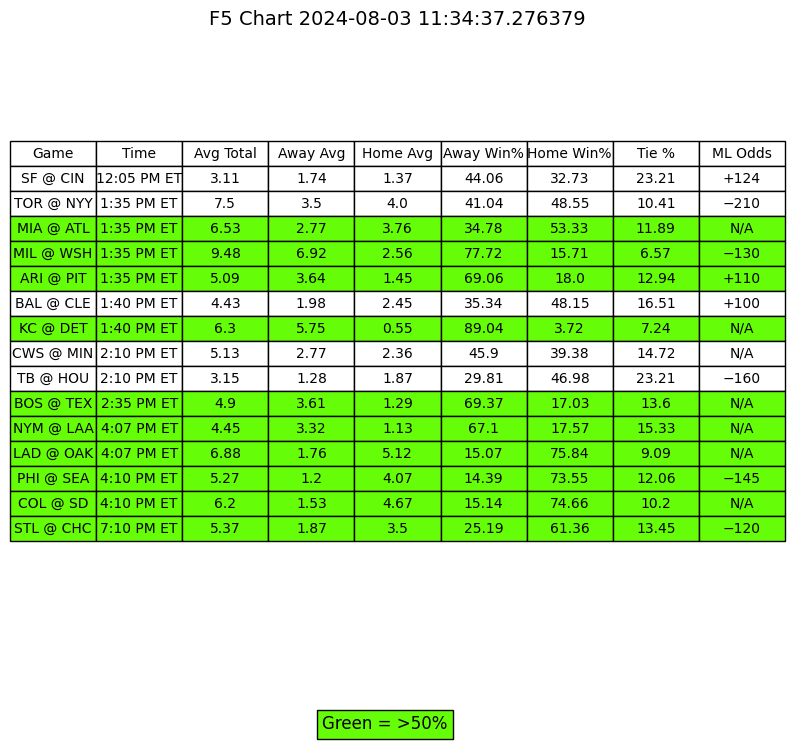 F5 Chart 2024-08-03 11:34:37.276379
Game Time Avg Total Away Avg Home Avg Away Win% Home Win% Tie % ML Odds
SF @ CIN 12:05 PM ET 3.11 1.74 1.37 44.06 32.73 23.21 +124
TOR @ NYY 1:35 PM ET 7.5 3.5 4.0 41.04 48.55 10.41 −210
MIA @ ATL 1:35 PM ET 6.53 2.77 3.76 34.78 53.33 11.89 N/A
MIL @ WSH 1:35 PM ET 9.48 6.92 2.56 77.72 15.71 6.57 −130
ARI @ PIT 1:35 PM ET 5.09 3.64 1.45 69.06 18.0 12.94 +110
BAL @ CLE 1:40 PM ET 4.43 1.98 2.45 35.34 48.15 16.51 +100
KC @ DET 1:40 PM ET 6.3 5.75 0.55 89.04 3.72 7.24 N/A
CWS @ MIN 2:10 PM ET 5.13 2.77 2.36 45.9 39.38 14.72 N/A
TB @ HOU 2:10 PM ET 3.15 1.28 1.87 29.81 46.98 23.21 −160
BOS @ TEX 2:35 PM ET 4.9 3.61 1.29 69.37 17.03 13.6 N/A
NYM @ LAA 4:07 PM ET 4.45 3.32 1.13 67.1 17.57 15.33 N/A
LAD @ OAK 4:07 PM ET 6.88 1.76 5.12 15.07 75.84 9.09 N/A
PHI @ SEA 4:10 PM ET 5.27 1.2 4.07 14.39 73.55 12.06 −145
COL @ SD 4:10 PM ET 6.2 1.53 4.67 15.14 74.66 10.2 N/A
STL @ CHC 7:10 PM ET 5.37 1.87 3.5 25.19 61.36 13.45 −120
Green = >50%